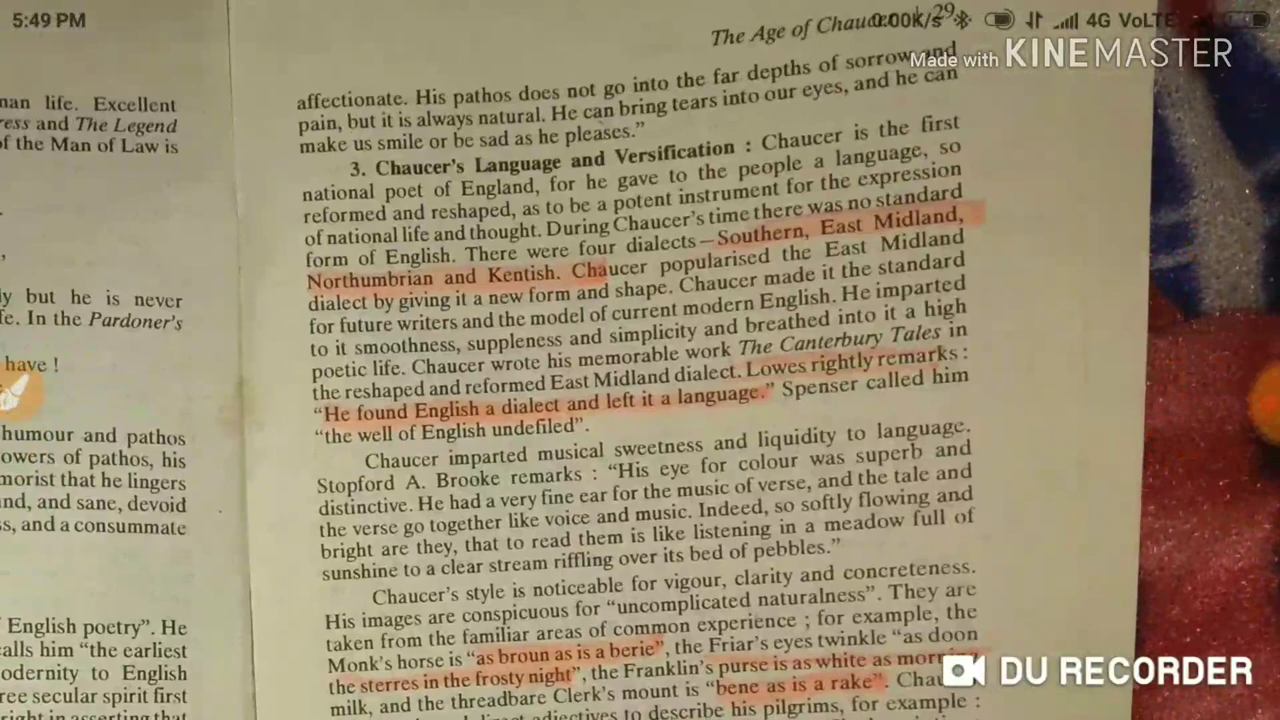 5:49 PM
0.00K/s 4G VoLTE
The Age of Chaucer 29
Made with KINEMASTER
man life. Excellent
ress and The Legend
of the Man of Law is
ly but he is never
fe. In the Pardoner's
have !
humour and pathos
owers of pathos, his
morist that he lingers
nd, and sane, devoid
ss, and a consummate
English poetry”. He
alls him “the earliest
odernity to English
ree secular spirit first
right in asserting that
affectionate. His pathos does not go into the far depths of sorrow and
pain, but it is always natural. He can bring tears into our eyes, and he can
make us smile or be sad as he pleases.”
3. Chaucer's Language and Versification : Chaucer is the first
national poet of England, for he gave to the people a language, so
reformed and reshaped, as to be a potent instrument for the expression
of national life and thought. During Chaucer's time there was no standard
form of English. There were four dialects—Southern, East Midland,
Northumbrian and Kentish. Chaucer popularised the East Midland
dialect by giving it a new form and shape. Chaucer made it the standard
for future writers and the model of current modern English. He imparted
to it smoothness, suppleness and simplicity and breathed into it a high
poetic life. Chaucer wrote his memorable work The Canterbury Tales in
the reshaped and reformed East Midland dialect. Lowes rightly remarks :
“He found English a dialect and left it a language.” Spenser called him
“the well of English undefiled”.
Chaucer imparted musical sweetness and liquidity to language.
Stopford A. Brooke remarks : “His eye for colour was superb and
distinctive. He had a very fine ear for the music of verse, and the tale and
the verse go together like voice and music. Indeed, so softly flowing and
bright are they, that to read them is like listening in a meadow full of
sunshine to a clear stream riffling over its bed of pebbles.”
Chaucer's style is noticeable for vigour, clarity and concreteness.
His images are conspicuous for “uncomplicated naturalness”. They are
taken from the familiar areas of common experience ; for example, the
Monk's horse is “as broun as is a berie”, the Friar's eyes twinkle “as doon
the sterres in the frosty night”, the Franklin's purse is as white as morning
milk, and the threadbare Clerk's mount is “bene as is a rake”.
adjectives to describe his pilgrims, for example :
DU RECORDER